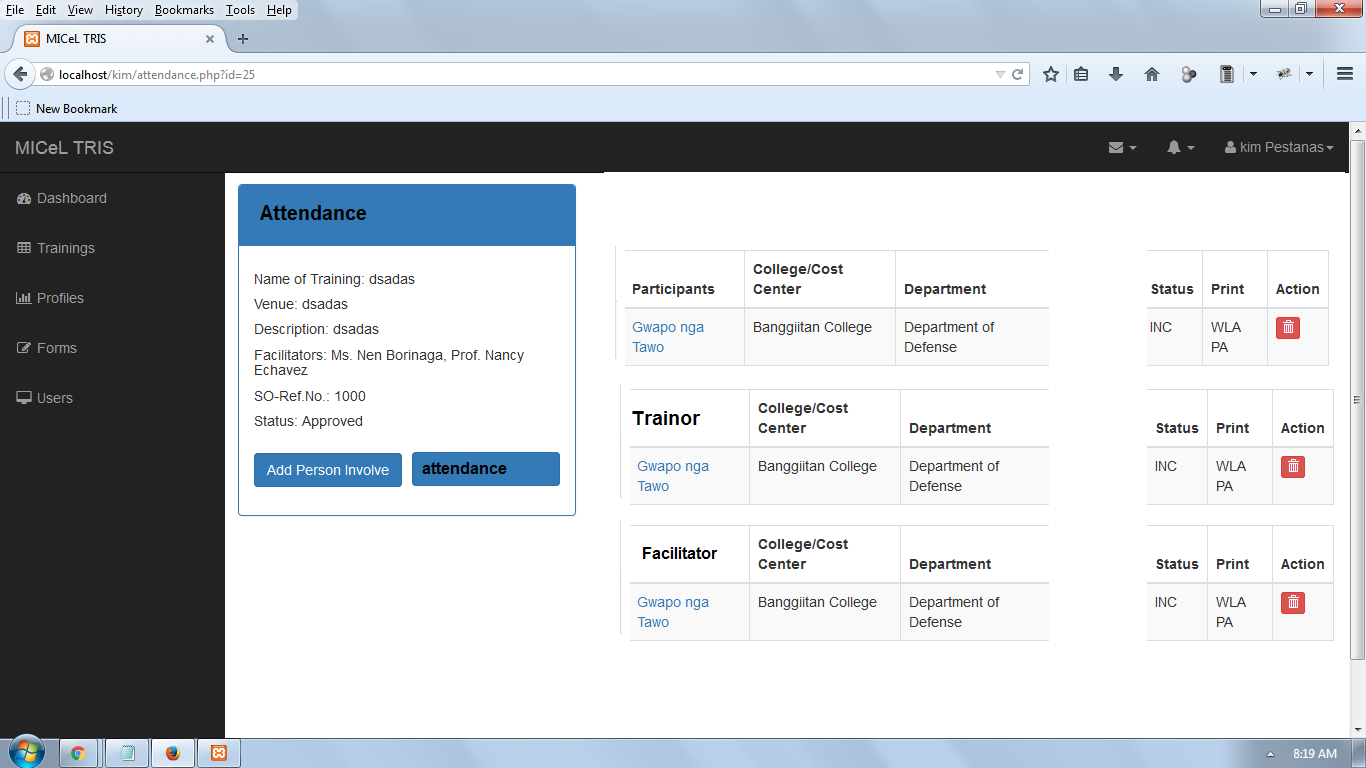 File Edit View History Bookmarks Tools Help
MICeL TRIS
localhost/kim/attendance.php?id=25
New Bookmark
MICeL TRIS
kim Pestanas
Dashboard
Trainings
Profiles
Forms
Users
Attendance
Name of Training: dsadas
Venue: dsadas
Description: dsadas
Facilitators: Ms. Nen Borinaga, Prof. Nancy
Echavez
SO-Ref.No.: 1000
Status: Approved
Add Person Involve attendance
College/Cost
Participants Center Department Status Print Action
Gwapo nga Banggiitan College Department of INC WLA
Tawo Defense PA
College/Cost
Trainor Center Department Status Print Action
Gwapo nga Banggiitan College Department of INC WLA
Tawo Defense PA
College/Cost
Facilitator Center Department Status Print Action
Gwapo nga Banggiitan College Department of INC WLA
Tawo Defense PA
8:19 AM